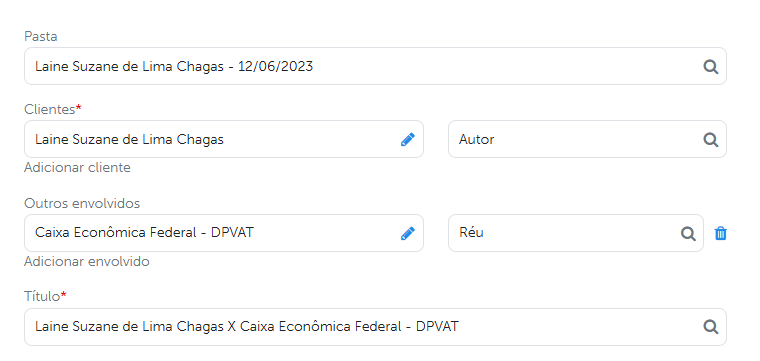 Pasta
Laine Suzane de Lima Chagas - 12/06/2023
Clientes*
Laine Suzane de Lima Chagas
Autor
Adicionar cliente
Outros envolvidos
Caixa Econômica Federal - DPVAT
Réu
Adicionar envolvido
Título*
Laine Suzane de Lima Chagas X Caixa Econômica Federal - DPVAT